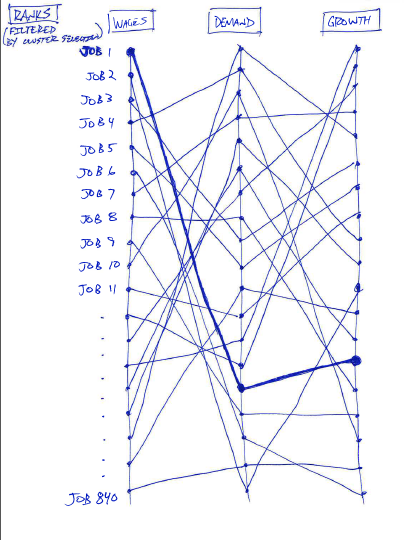 RANKS
(FILTERED
BY CLUSTER SELECTION)
WAGES
DEMAND
GROWTH
JOB 1
JOB 2
JOB 3
JOB 4
JOB 5
JOB 6
JOB 7
JOB 8
JOB 9
JOB 10
JOB 11
JOB 840